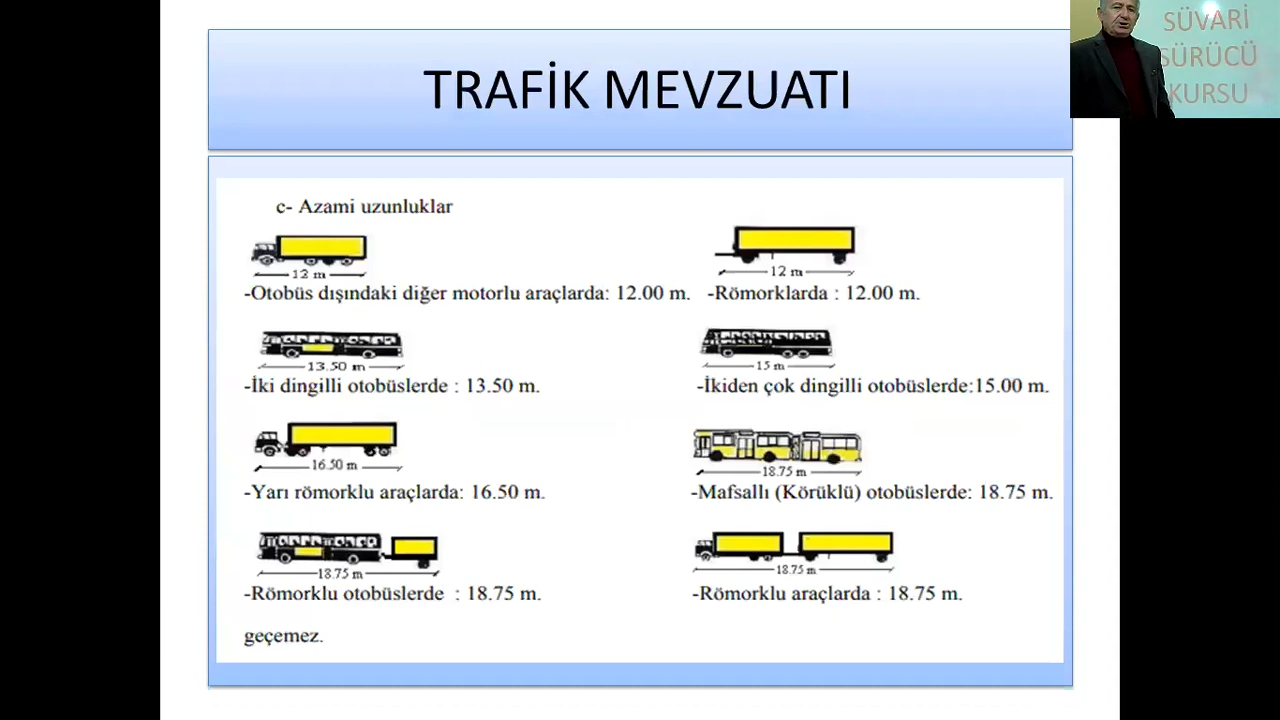 SÜVARİ
SÜRÜCÜ
KURSU
TRAFİK MEVZUATI
c- Azami uzunluklar
12 m
12 m
-Otobüs dışındaki diğer motorlu araçlarda: 12.00 m.
-Römorklarda : 12.00 m.
13.50 m
15 m
-İki dingilli otobüslerde : 13.50 m.
-İkiden çok dingilli otobüslerde:15.00 m.
16.50 m
18.75 m
-Yarı römorklu araçlarda: 16.50 m.
-Mafsallı (Körüklü) otobüslerde: 18.75 m.
18.75 m
18.75 m
-Römorklu otobüslerde : 18.75 m.
-Römorklu araçlarda : 18.75 m.
geçemez.